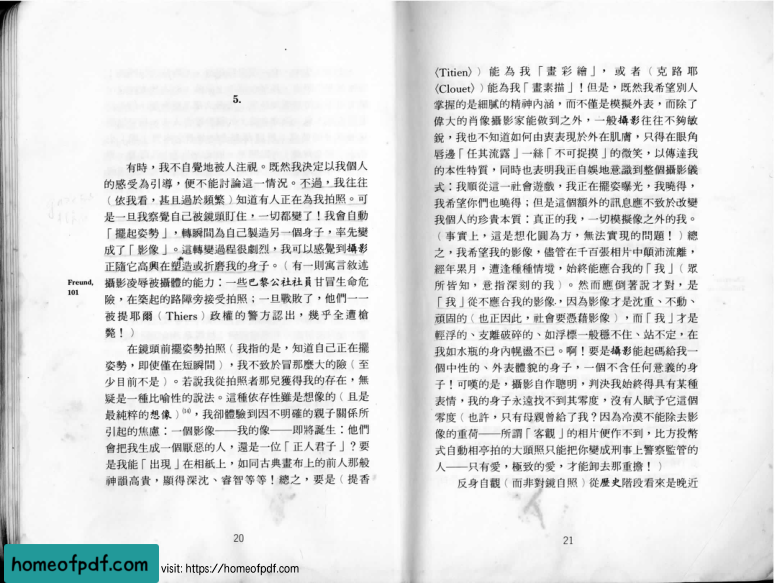 5.
有時，我不自覺地被人注視。既然我決定以我個人
的感受為引導，便不能討論這一情況。不過，我往往
（依我看，甚且過於頻繁）知道有人正在為我拍照。可
是一旦我察覺自己被鏡頭盯住，一切都變了！我會自動
「擺起姿勢」，轉瞬間為自己製造另一個身子，率先變
成了「影像」。這轉變過程很劇烈，我可以感覺到攝影
正隨它高興在塑造或折磨我的身子。（有一則寓言敘述
Freund,
101
攝影凌辱被攝體的能力：一些巴黎公社社員甘冒生命危
險，在築起的路障旁接受拍照；一旦戰敗了，他們一一
被提耶爾（Thiers）政權的警方認出，幾乎全遭槍
斃！）
在鏡頭前擺姿勢拍照（我指的是，知道自己正在擺
姿勢，即使僅在短瞬間），我不致於冒那麼大的險（至
少目前不是）。若說我從拍照者那兒獲得我的存在，無
疑是一種比喻性的說法。這種依存性雖是想像的（且是
最純粹的想像）⒁，我卻體驗到因不明確的親子關係所
引起的焦慮：一個影像——我的像——即將誕生：他們
會把我生成一個厭惡的人，還是一位「正人君子」？要
是我能「出現」在相紙上，如同古典畫布上的前人那般
神韻高貴，顯得深沈、睿智等等！總之，要是（提香
20
〈Titien〉）能為我「畫彩繪」，或者（克路耶
〈Clouet〉）能為我「畫素描」！但是，既然我希望別人
掌握的是細膩的精神內涵，而不僅是模擬外表，而除了
偉大的肖像攝影家能做到之外，一般攝影往往不夠敏
銳，我也不知道如何由衷表現於外在肌膚，只得在眼角
唇邊「任其流露」一絲「不可捉摸」的微笑，以傳達我
的本性特質，同時也表明我正自娛地意識到整個攝影儀
式：我順從這一社會遊戲，我正在擺姿曝光，我曉得，
我希望你們也曉得；但是這個額外的訊息應不致於改變
我個人的珍貴本質：真正的我，一切模擬像之外的我。
（事實上，這是想化圓為方，無法實現的問題！）總
之，我希望我的影像，儘管在千百張相片中顛沛流離，
經年累月，遭逢種種情境，始終能應合我的「我」（眾
所皆知，意指深刻的我）。然而應倒著說才對，是
「我」從不應合我的影像，因為影像才是沈重、不動、
頑固的（也正因此，社會要憑藉影像），而「我」才是
輕浮的、支離破碎的、如浮標一般穩不住、站不定，在
我如水瓶的身內幌盪不已。啊！要是攝影能起碼給我一
個中性的、外表體貌的身子，一個不含任何意義的身
子！可嘆的是，攝影自作聰明，判決我始終得具有某種
表情，我的身子永遠找不到其零度，沒有人賦予它這個
零度（也許，只有母親曾給了我？因為冷漠不能除去影
像的重荷——所謂「客觀」的相片便作不到，比方投幣
式自動相亭拍的大頭照只能把你變成刑事上警察監管的
人——只有愛，極致的愛，才能卸去那重擔！）
反身自觀（而非對鏡自照）從歷史階段看來是晚近
21
homeofpdf.com
visit: https://homeofpdf.com